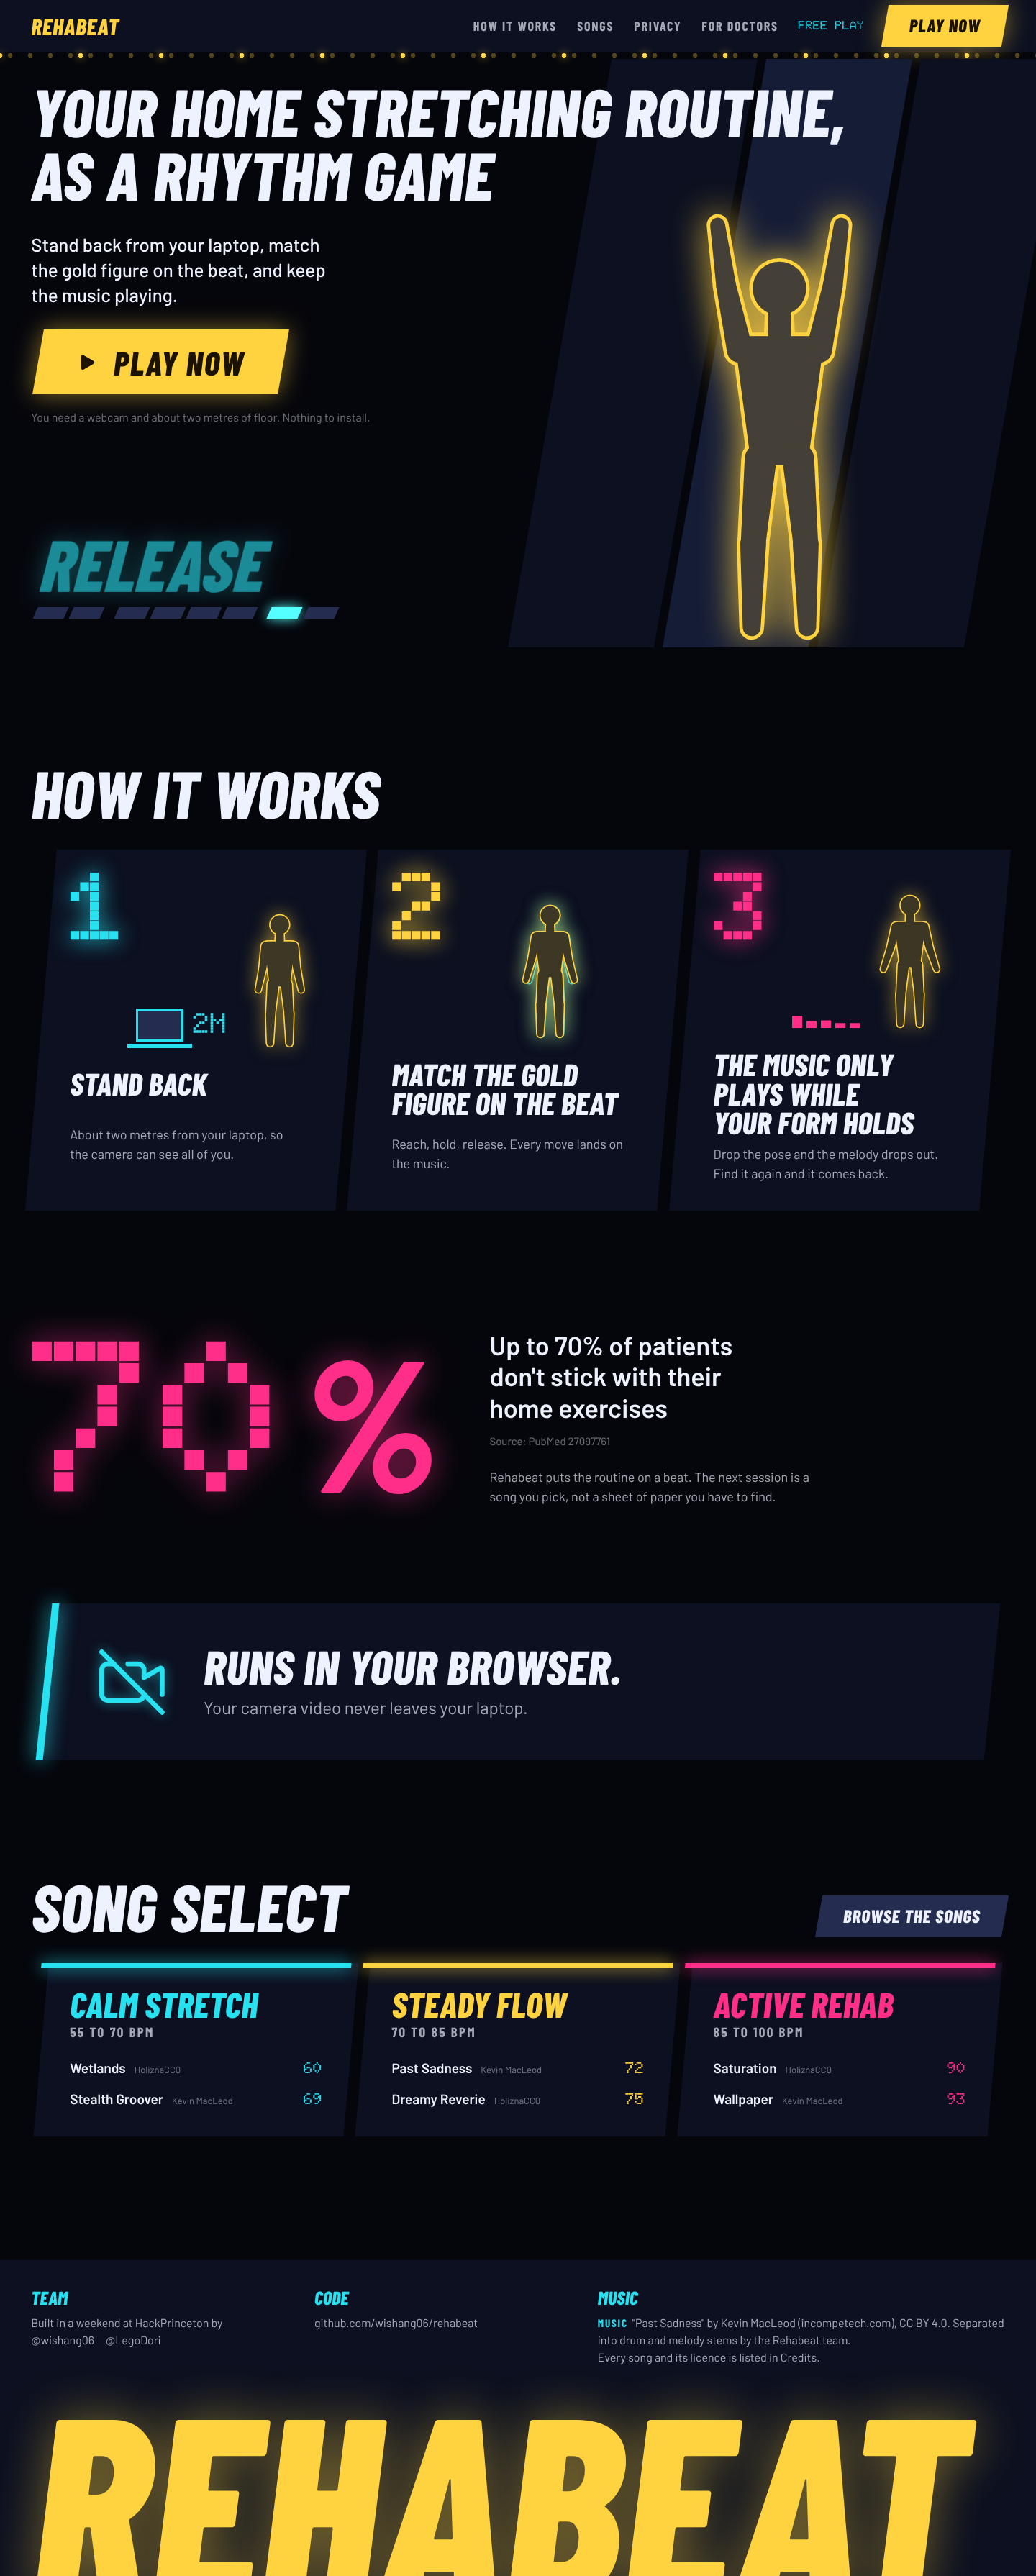 REHABEAT
HOW IT WORKS
SONGS
PRIVACY
FOR DOCTORS
FREE PLAY
PLAY NOW
YOUR HOME STRETCHING ROUTINE,
AS A RHYTHM GAME
Stand back from your laptop, match
the gold figure on the beat, and keep
the music playing.
PLAY NOW
You need a webcam and about two metres of floor. Nothing to install.
RELEASE
HOW IT WORKS
1
2M
STAND BACK
About two metres from your laptop, so
the camera can see all of you.
2
MATCH THE GOLD
FIGURE ON THE BEAT
Reach, hold, release. Every move lands on
the music.
3
THE MUSIC ONLY
PLAYS WHILE
YOUR FORM HOLDS
Drop the pose and the melody drops out.
Find it again and it comes back.
70%
Up to 70% of patients
don't stick with their
home exercises
Source: PubMed 27097761
Rehabeat puts the routine on a beat. The next session is a
song you pick, not a sheet of paper you have to find.
RUNS IN YOUR BROWSER.
Your camera video never leaves your laptop.
SONG SELECT
BROWSE THE SONGS
CALM STRETCH
55 TO 70 BPM
Wetlands HoliznaCC0 60
Stealth Groover Kevin MacLeod 69
STEADY FLOW
70 TO 85 BPM
Past Sadness Kevin MacLeod 72
Dreamy Reverie HoliznaCC0 75
ACTIVE REHAB
85 TO 100 BPM
Saturation HoliznaCC0 90
Wallpaper Kevin MacLeod 93
TEAM
Built in a weekend at HackPrinceton by
@wishang06 @LegoDori
CODE
github.com/wishang06/rehabeat
MUSIC
MUSIC "Past Sadness" by Kevin MacLeod (incompetech.com), CC BY 4.0. Separated
into drum and melody stems by the Rehabeat team.
Every song and its licence is listed in Credits.
REHABEAT